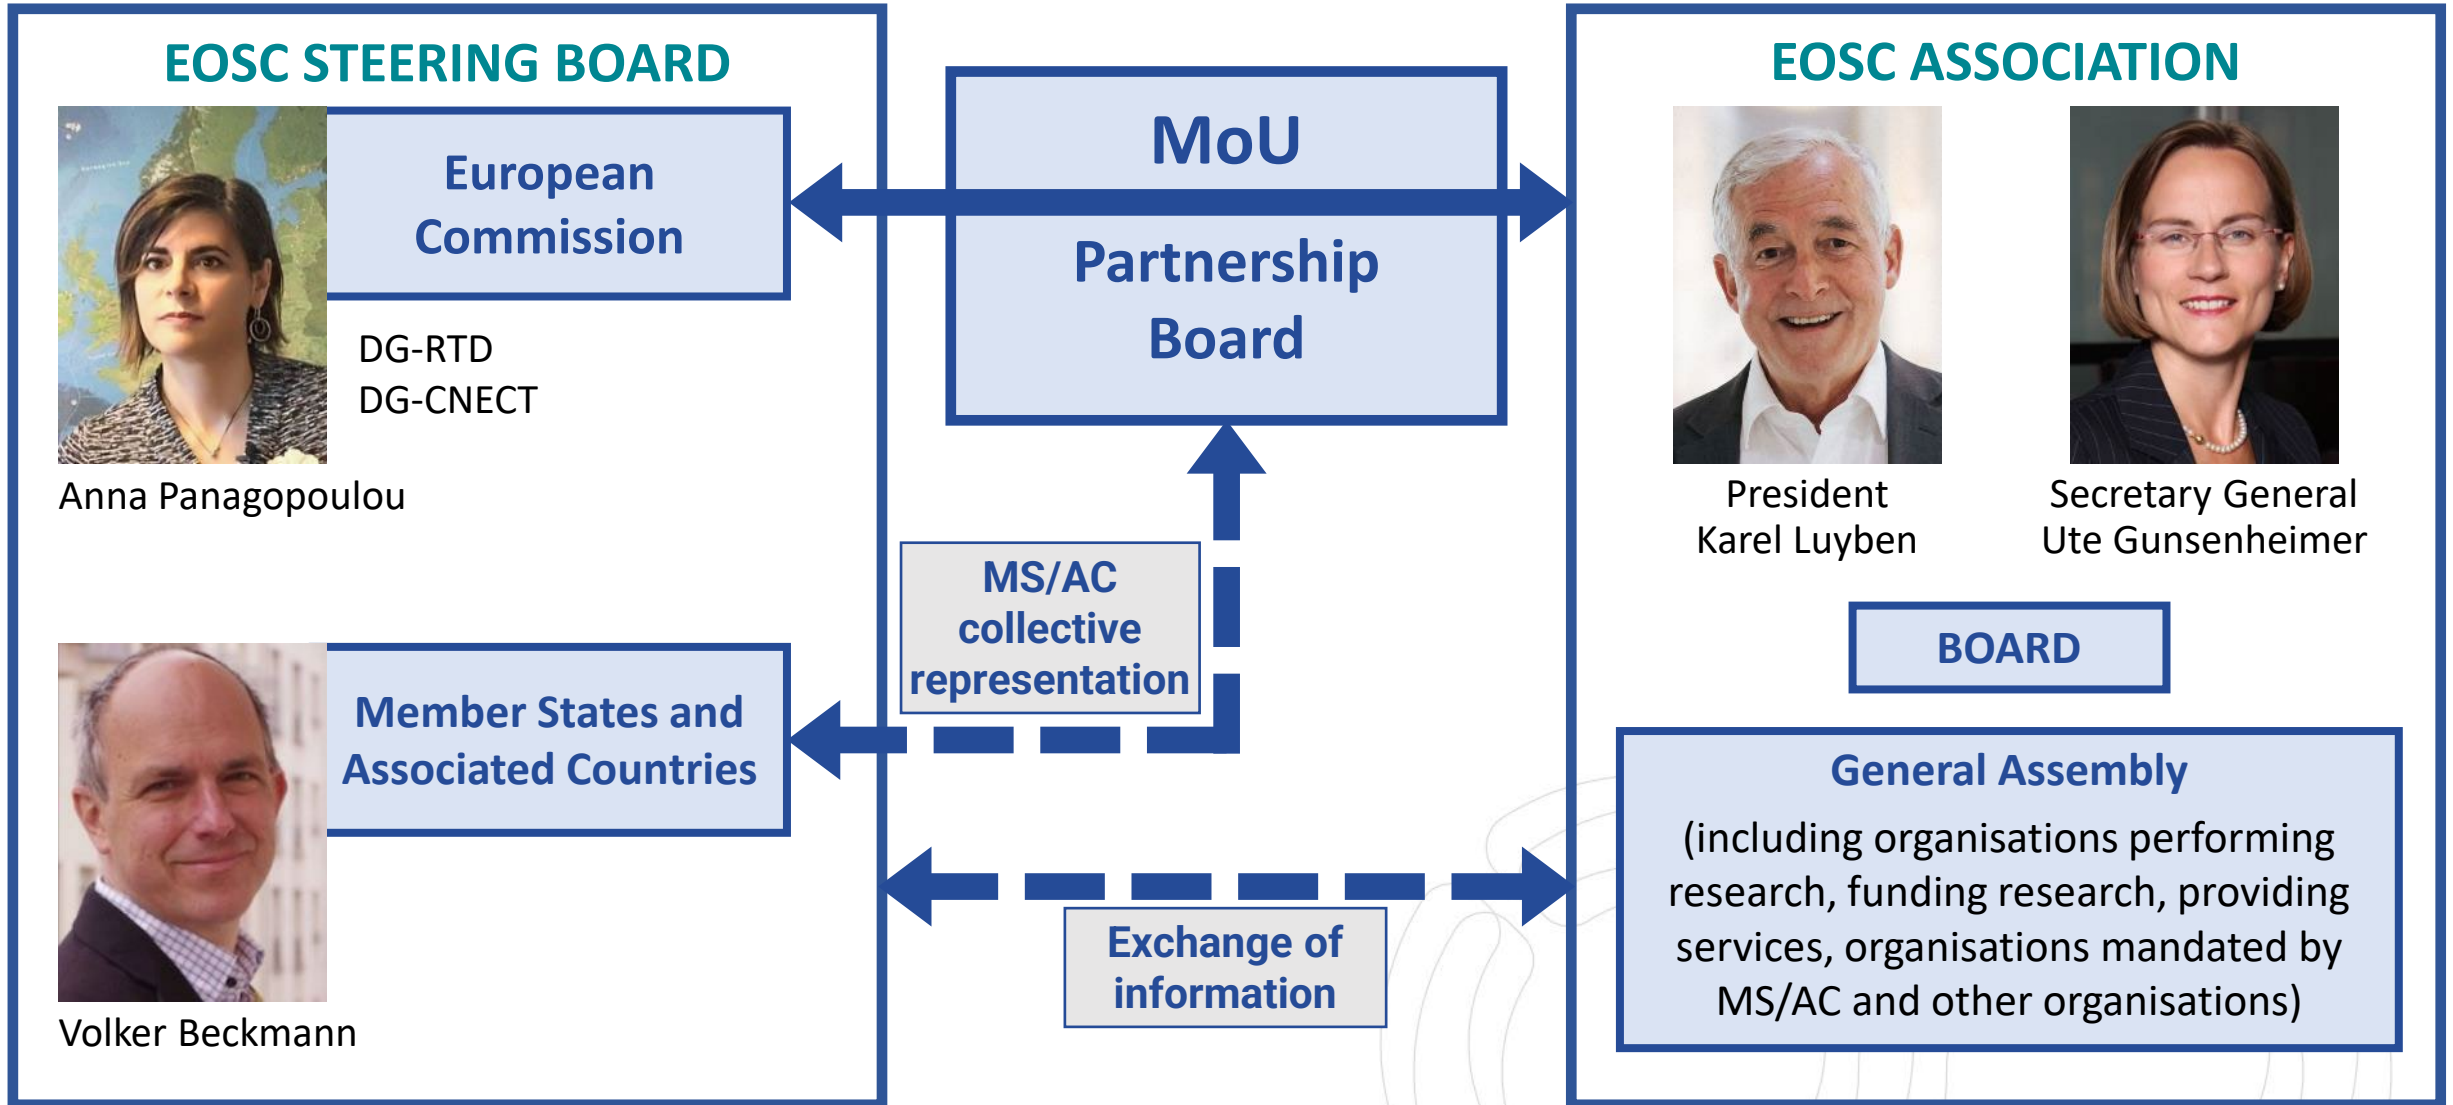 EOSC STEERING BOARD
European
Commission
DG-RTD
DG-CNECT
Anna Panagopoulou
Member States and
Associated Countries
Volker Beckmann
MoU
Partnership
Board
MS/AC
collective
representation
Exchange of
information
EOSC ASSOCIATION
President
Karel Luyben
Secretary General
Ute Gunsenheimer
BOARD
General Assembly
(including organisations performing
research, funding research, providing
services, organisations mandated by
MS/AC and other organisations)